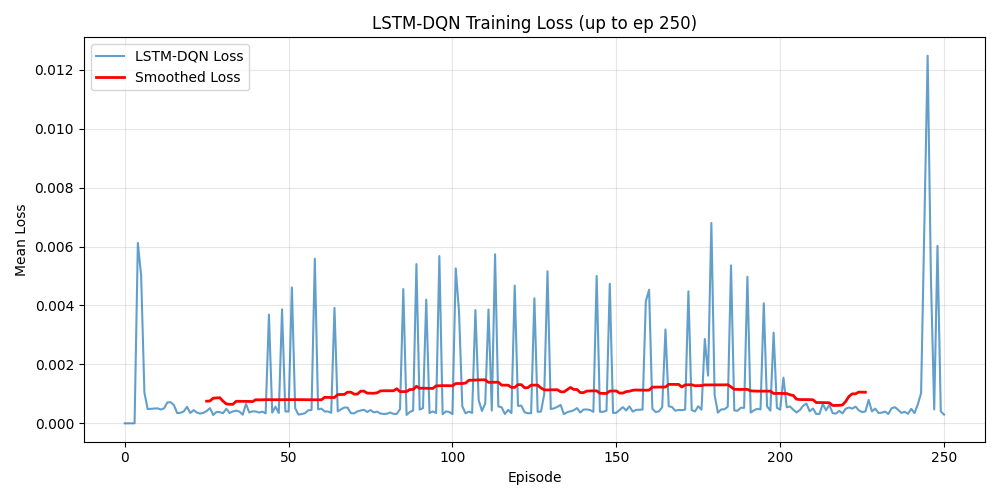 LSTM-DQN Training Loss (up to ep 250)
LSTM-DQN Loss
Smoothed Loss
0.012
0.010
0.008
0.006
0.004
0.002
0.000
Mean Loss
0 50 100 150 200 250
Episode